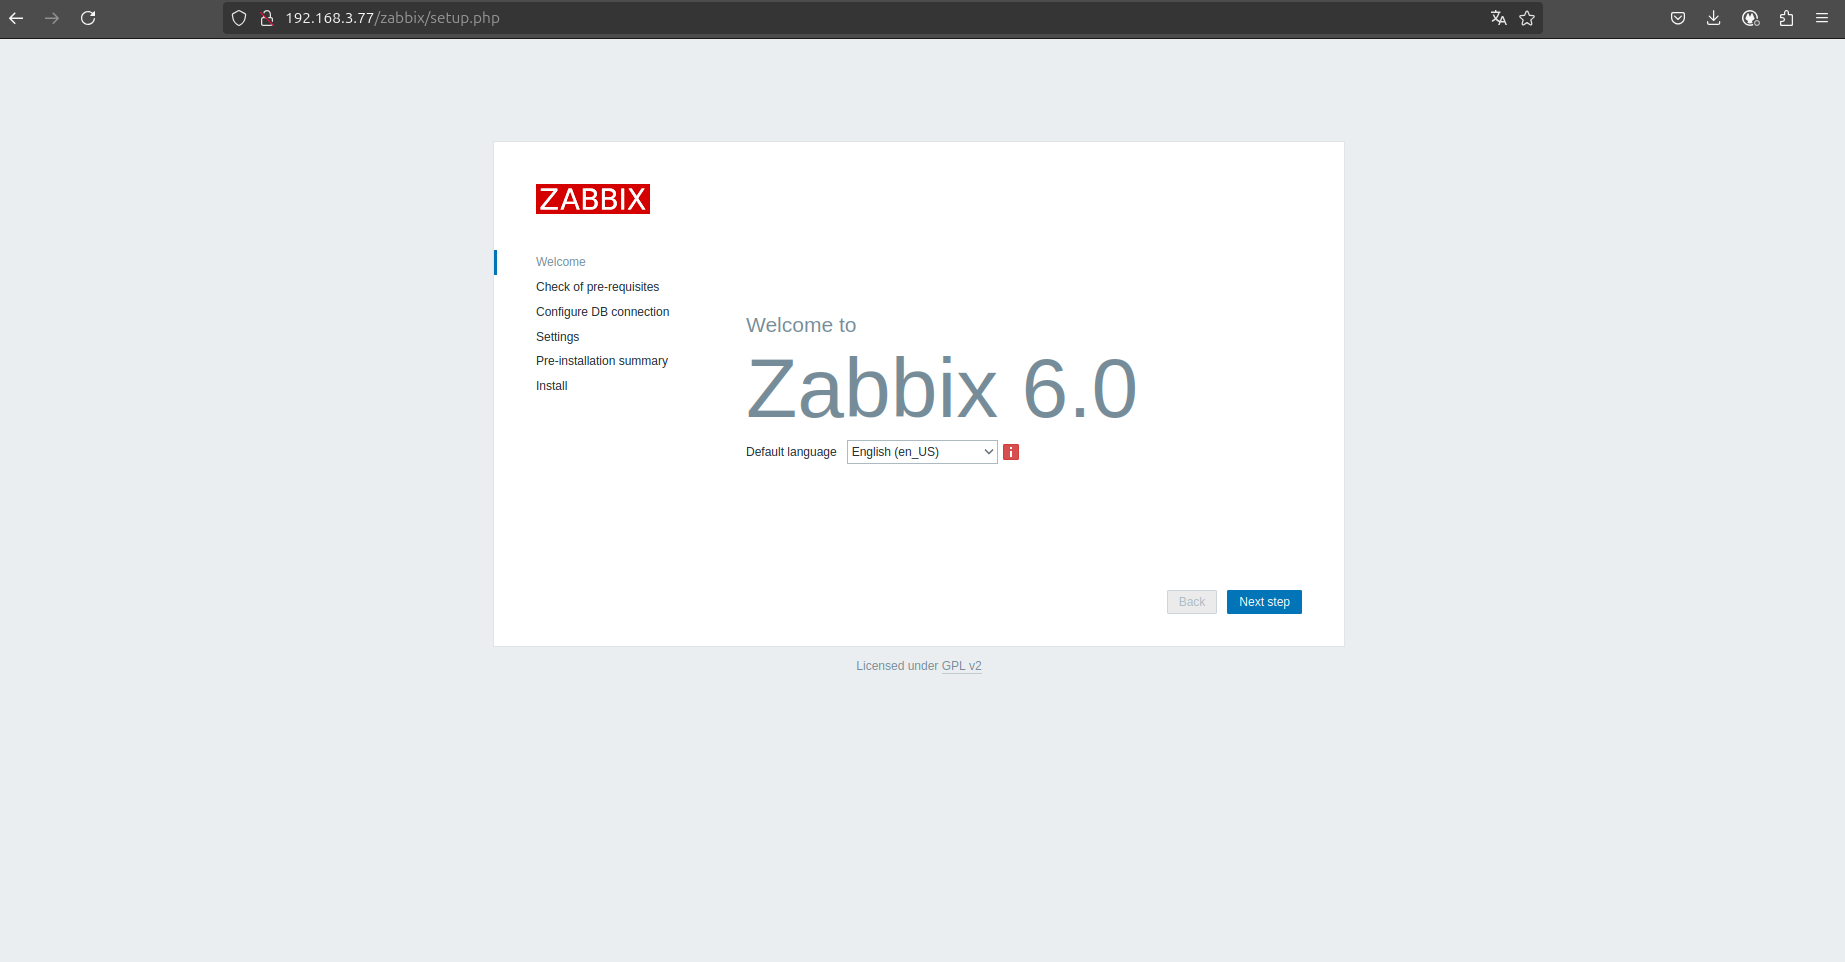 192.168.3.77/zabbix/setup.php
ZABBIX
Welcome
Check of pre-requisites
Configure DB connection
Settings
Pre-installation summary
Install
Welcome to
Zabbix 6.0
Default language English (en_US)
Back Next step
Licensed under GPL v2